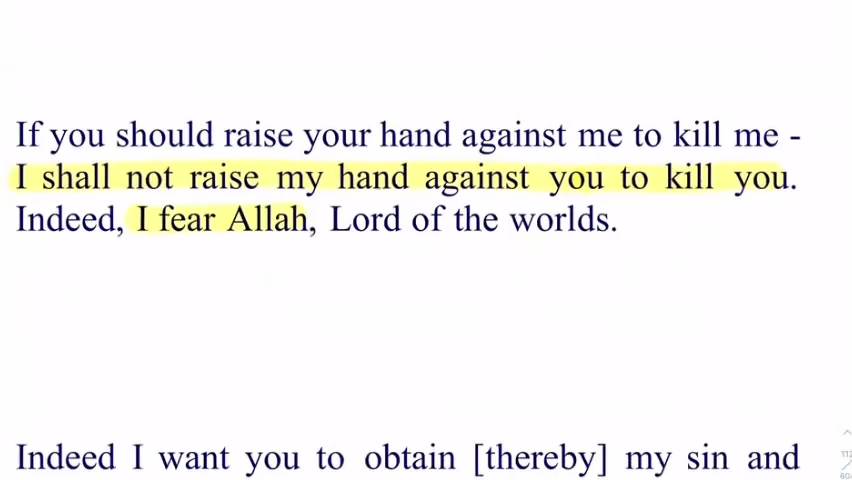 If you should raise your hand against me to kill me -
I shall not raise my hand against you to kill you.
Indeed, I fear Allah, Lord of the worlds.
Indeed I want you to obtain [thereby] my sin and